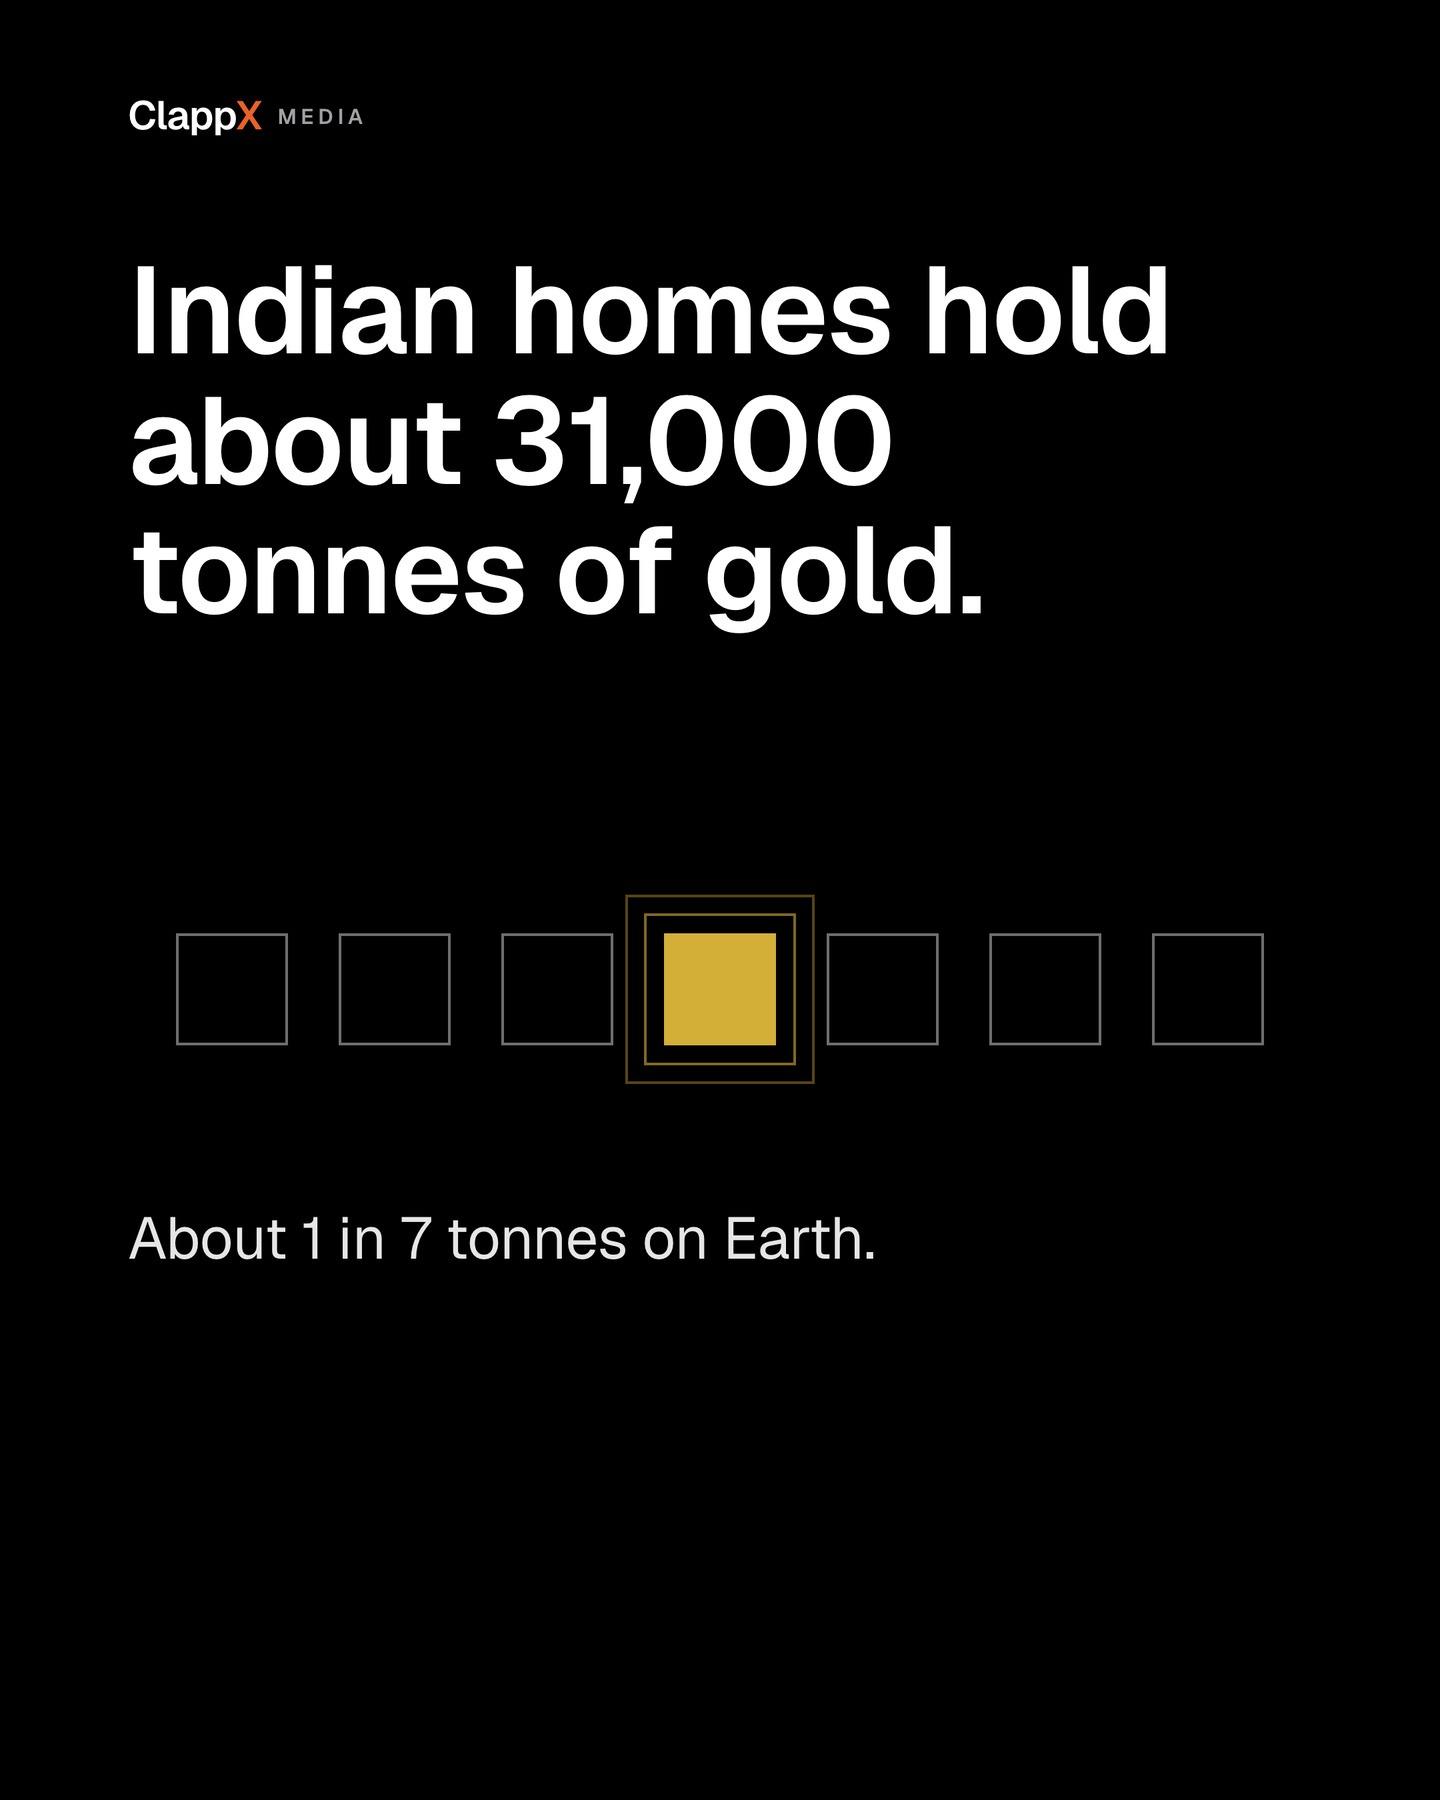 ClappX MEDIA
Indian homes hold
about 31,000
tonnes of gold.
About 1 in 7 tonnes on Earth.